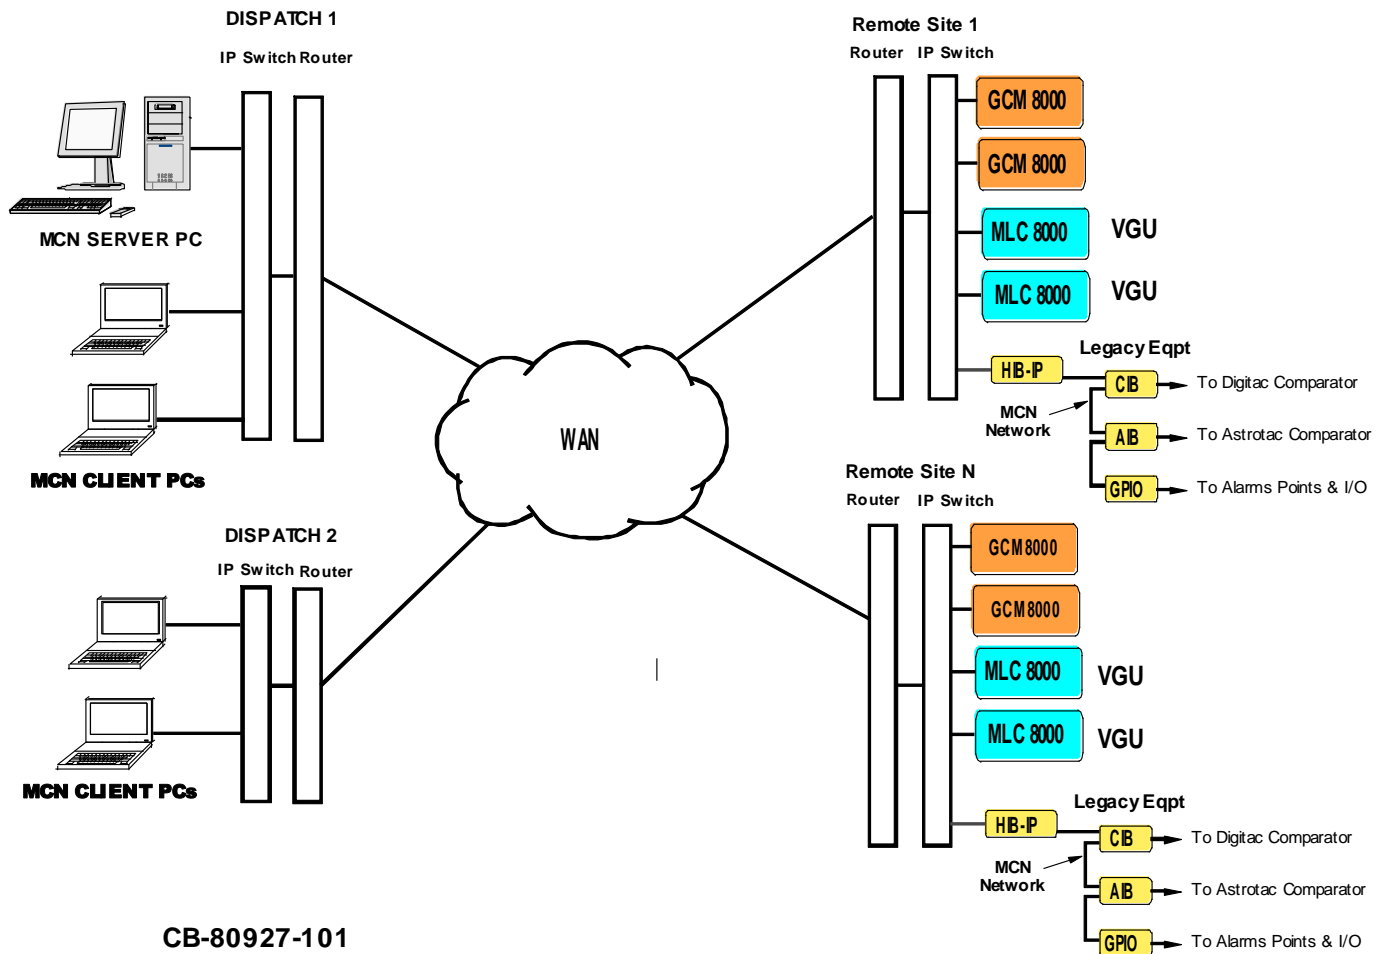 DISPATCH 1
IP Switch Router
MCN SERVER PC
MCN CLIENT PCs
DISPATCH 2
IP Switch Router
MCN CLIENT PCs
CB-80927-101
WAN
Remote Site 1
Router IP Switch
GCM 8000
GCM 8000
MLC 8000 VGU
MLC 8000 VGU
Legacy Eqpt
HIB-IP
CIB To Digitac Comparator
MCN
Network
AIB To Astrotac Comparator
GPIO To Alarms Points & I/O
Remote Site N
Router IP Switch
GCM8000
GCM8000
MLC 8000 VGU
MLC 8000 VGU
Legacy Eqpt
HIB-IP
CIB To Digitac Comparator
MCN
Network
AIB To Astrotac Comparator
GPIO To Alarms Points & I/O